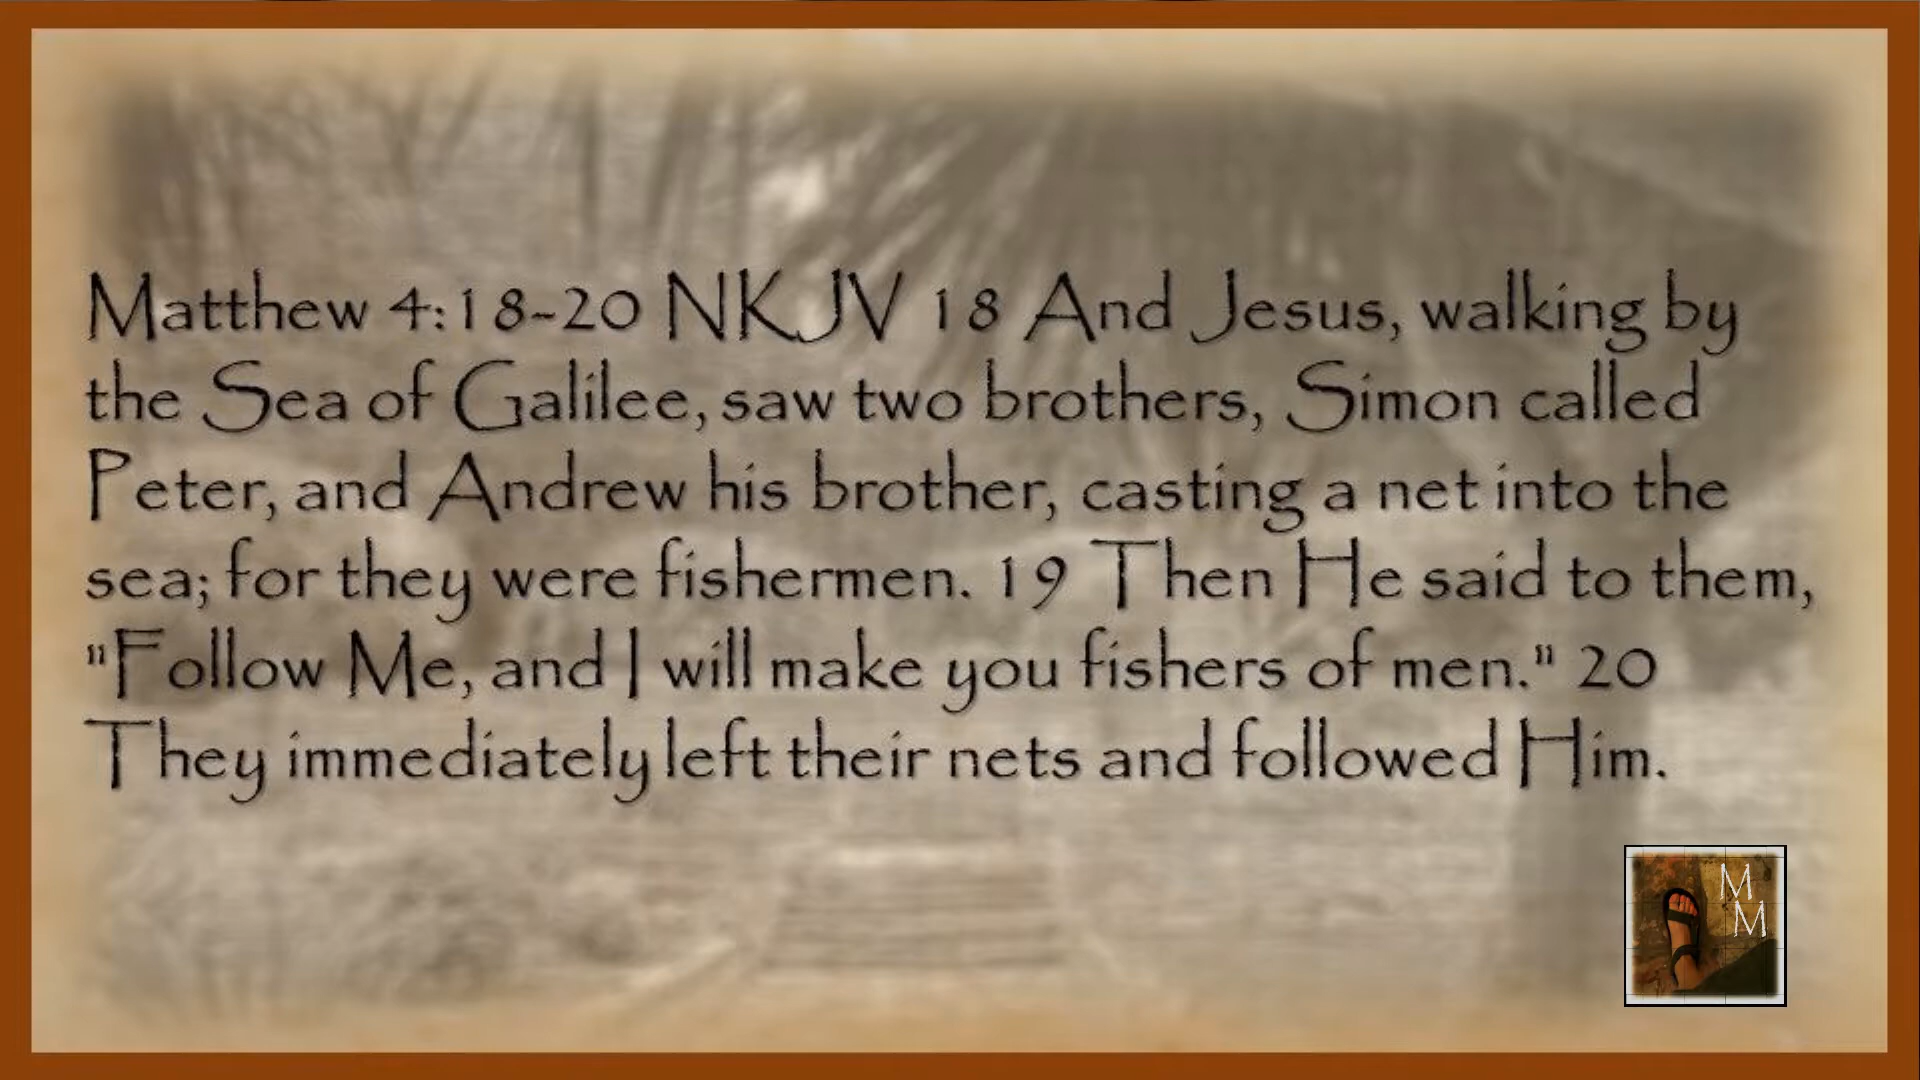 Matthew 4:18-20 NKJV 18 And Jesus, walking by
the Sea of Galilee, saw two brothers, Simon called
Peter, and Andrew his brother, casting a net into the
sea; for they were fishermen. 19 Then He said to them,
"Follow Me, and I will make you fishers of men." 20
They immediately left their nets and followed Him.
M
M